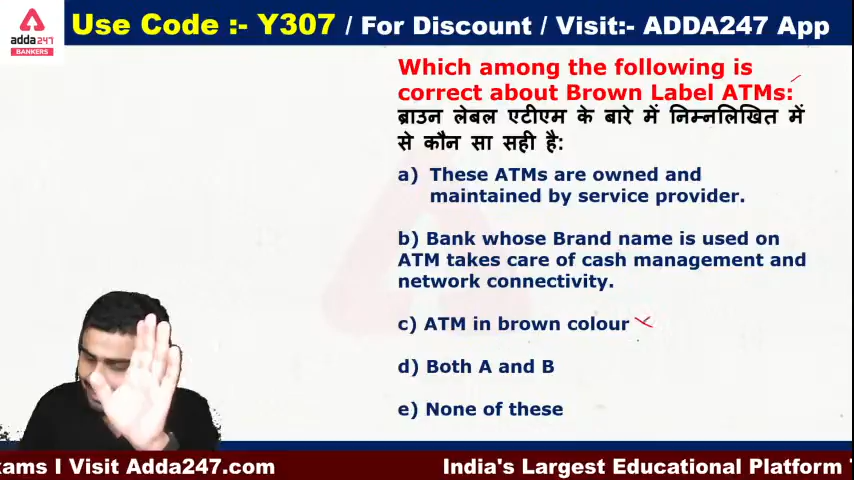 Use Code :- Y307 / For Discount / Visit:- ADDA247 App
adda247
BANKERS
Which among the following is
correct about Brown Label ATMs:
ब्राउन लेबल एटीएम के बारे में निम्नलिखित में
से कौन सा सही है:
a) These ATMs are owned and
maintained by service provider.
b) Bank whose Brand name is used on
ATM takes care of cash management and
network connectivity.
c) ATM in brown colour
d) Both A and B
e) None of these
xams I Visit Adda247.com
India's Largest Educational Platform